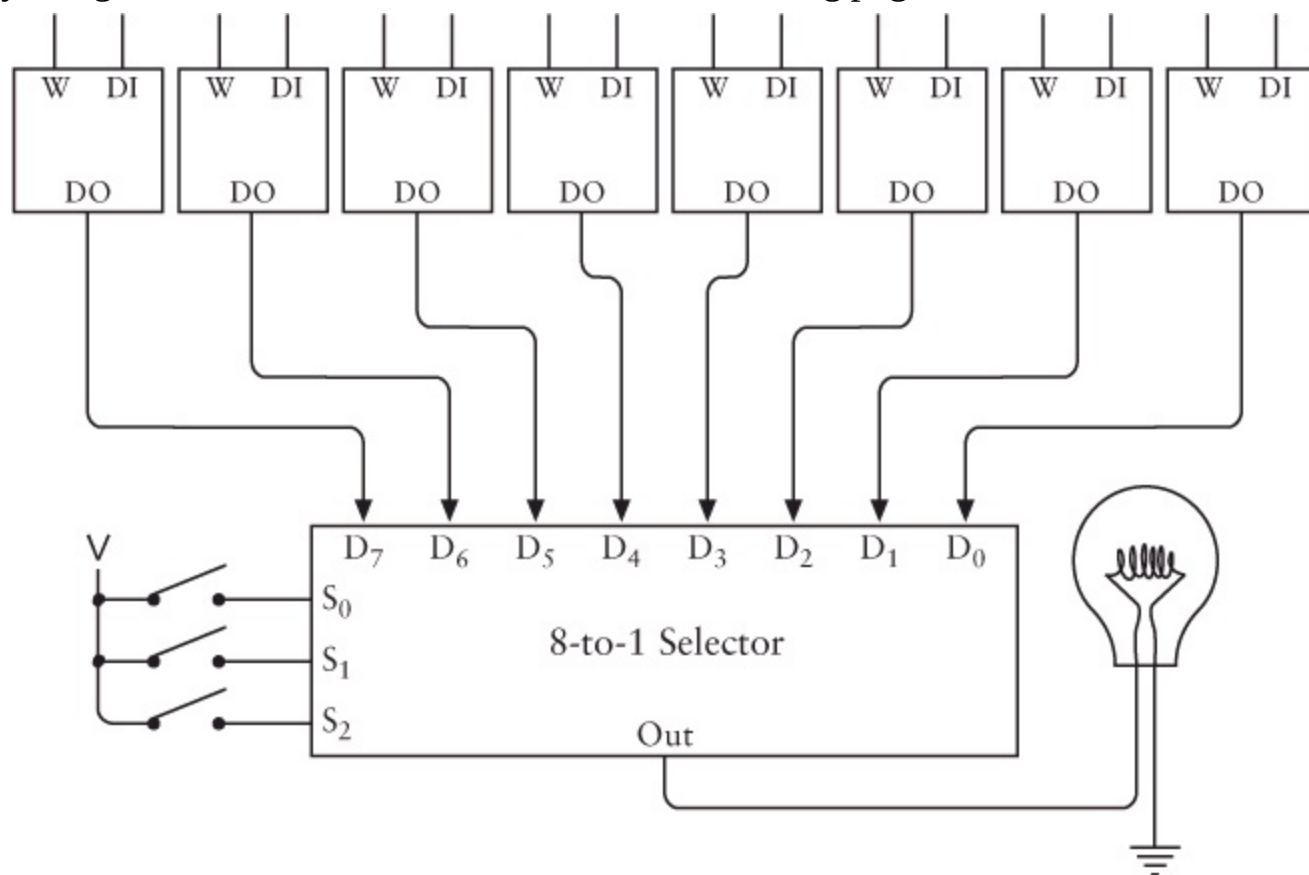 W DI W DI W DI W DI W DI W DI W DI W DI
DO DO DO DO DO DO DO DO
V
D₇ D₆ D₅ D₄ D₃ D₂ D₁ D₀
S₀
8-to-1 Selector
S₁
S₂
Out